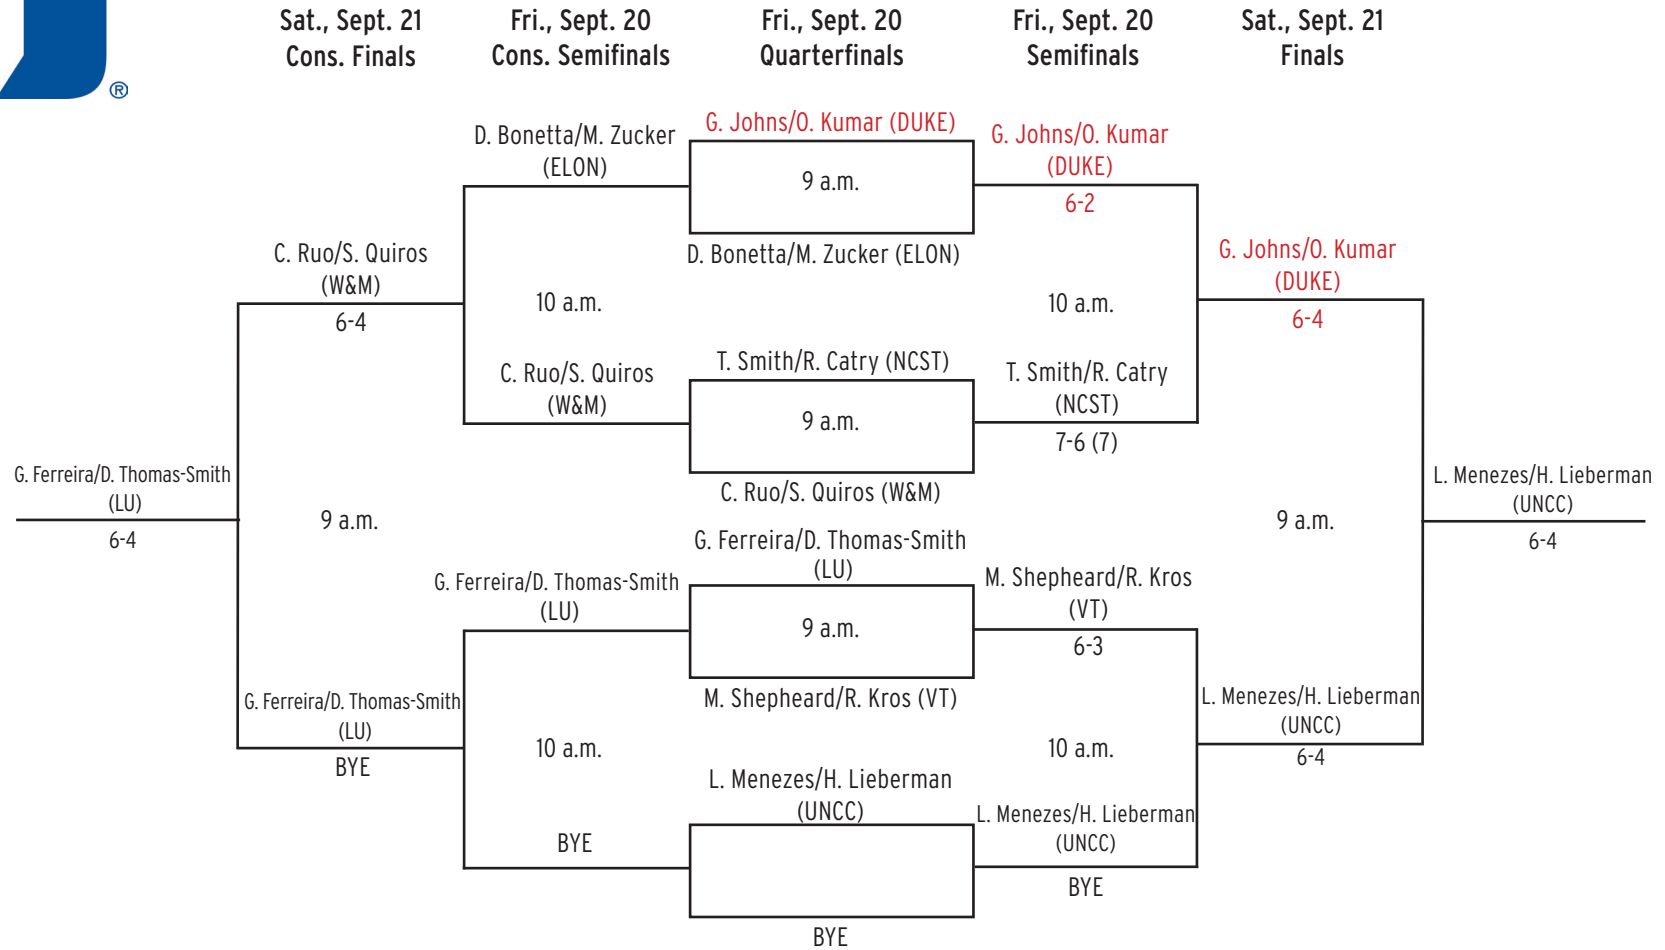 Sat., Sept. 21
Cons. Finals
Fri., Sept. 20
Cons. Semifinals
Fri., Sept. 20
Quarterfinals
Fri., Sept. 20
Semifinals
Sat., Sept. 21
Finals
®
G. Ferreira/D. Thomas-Smith
(LU)
6-4
C. Ruo/S. Quiros
(W&M)
6-4
9 a.m.
G. Ferreira/D. Thomas-Smith
(LU)
BYE
D. Bonetta/M. Zucker
(ELON)
10 a.m.
C. Ruo/S. Quiros
(W&M)
G. Ferreira/D. Thomas-Smith
(LU)
10 a.m.
BYE
G. Johns/O. Kumar (DUKE)
9 a.m.
D. Bonetta/M. Zucker (ELON)
T. Smith/R. Catry (NCST)
9 a.m.
C. Ruo/S. Quiros (W&M)
G. Ferreira/D. Thomas-Smith
(LU)
9 a.m.
M. Shepheard/R. Kros (VT)
L. Menezes/H. Lieberman
(UNCC)
BYE
G. Johns/O. Kumar
(DUKE)
6-2
10 a.m.
T. Smith/R. Catry
(NCST)
7-6 (7)
M. Shepheard/R. Kros
(VT)
6-3
10 a.m.
L. Menezes/H. Lieberman
(UNCC)
BYE
G. Johns/O. Kumar
(DUKE)
6-4
9 a.m.
L. Menezes/H. Lieberman
(UNCC)
6-4
L. Menezes/H. Lieberman
(UNCC)
6-4